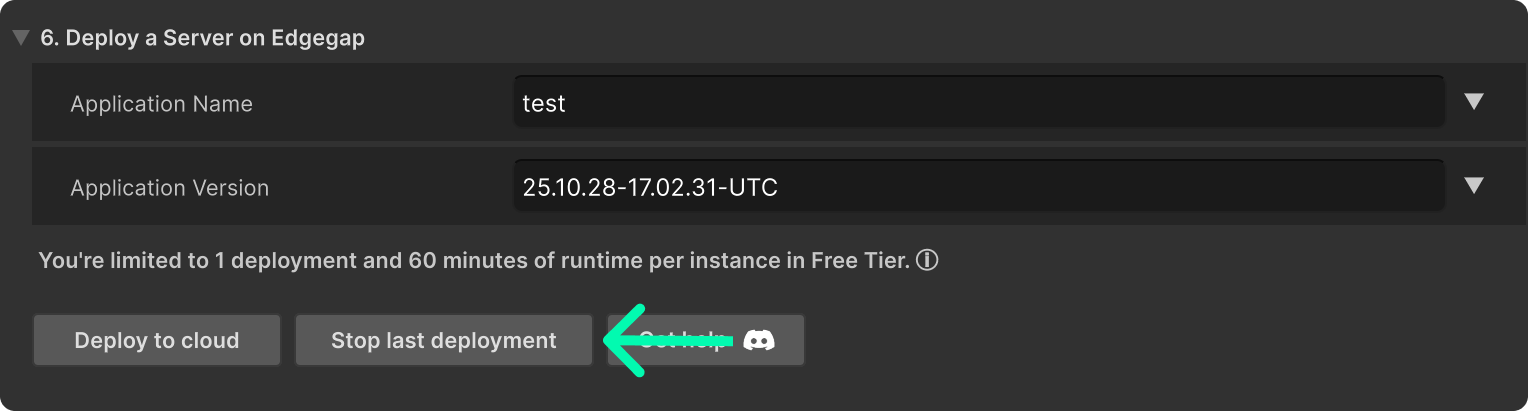 6. Deploy a Server on Edgegap
Application Name
test
Application Version
25.10.28-17.02.31-UTC
You're limited to 1 deployment and 60 minutes of runtime per instance in Free Tier.
Deploy to cloud
Stop last deployment
Get help